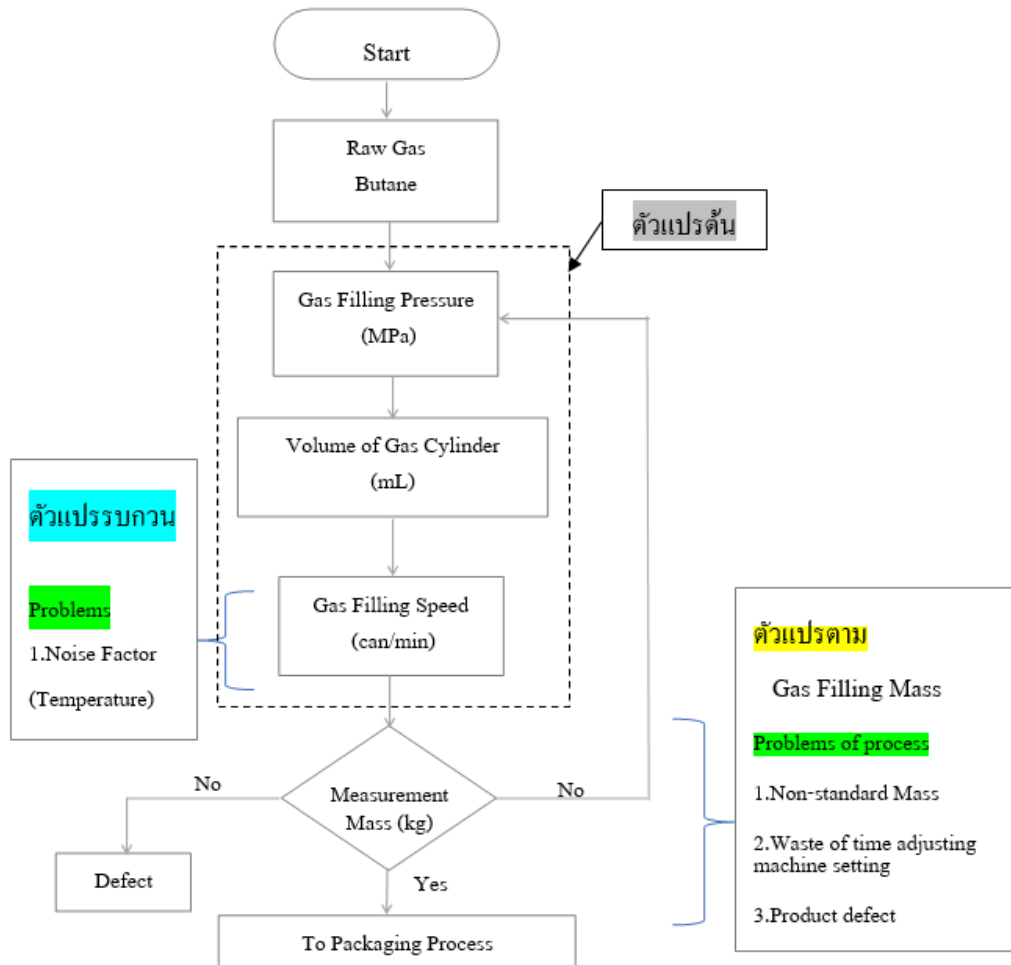 Start
Raw Gas
Butane
ตัวแปรต้น
Gas Filling Pressure
(MPa)
Volume of Gas Cylinder
(mL)
ตัวแปรรบกวน
Problems
1.Noise Factor
(Temperature)
Gas Filling Speed
(can/min)
ตัวแปรตาม
Gas Filling Mass
Problems of process
1.Non-standard Mass
2.Waste of time adjusting
machine setting
3.Product defect
No
Measurement
Mass (kg)
No
Defect
Yes
To Packaging Process